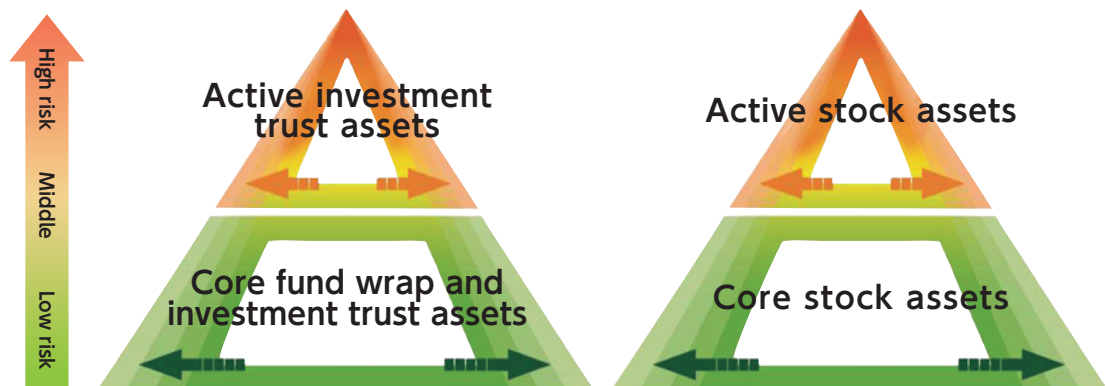 High risk
Middle
Low risk
Active investment
trust assets
Core fund wrap and
investment trust assets
Active stock assets
Core stock assets